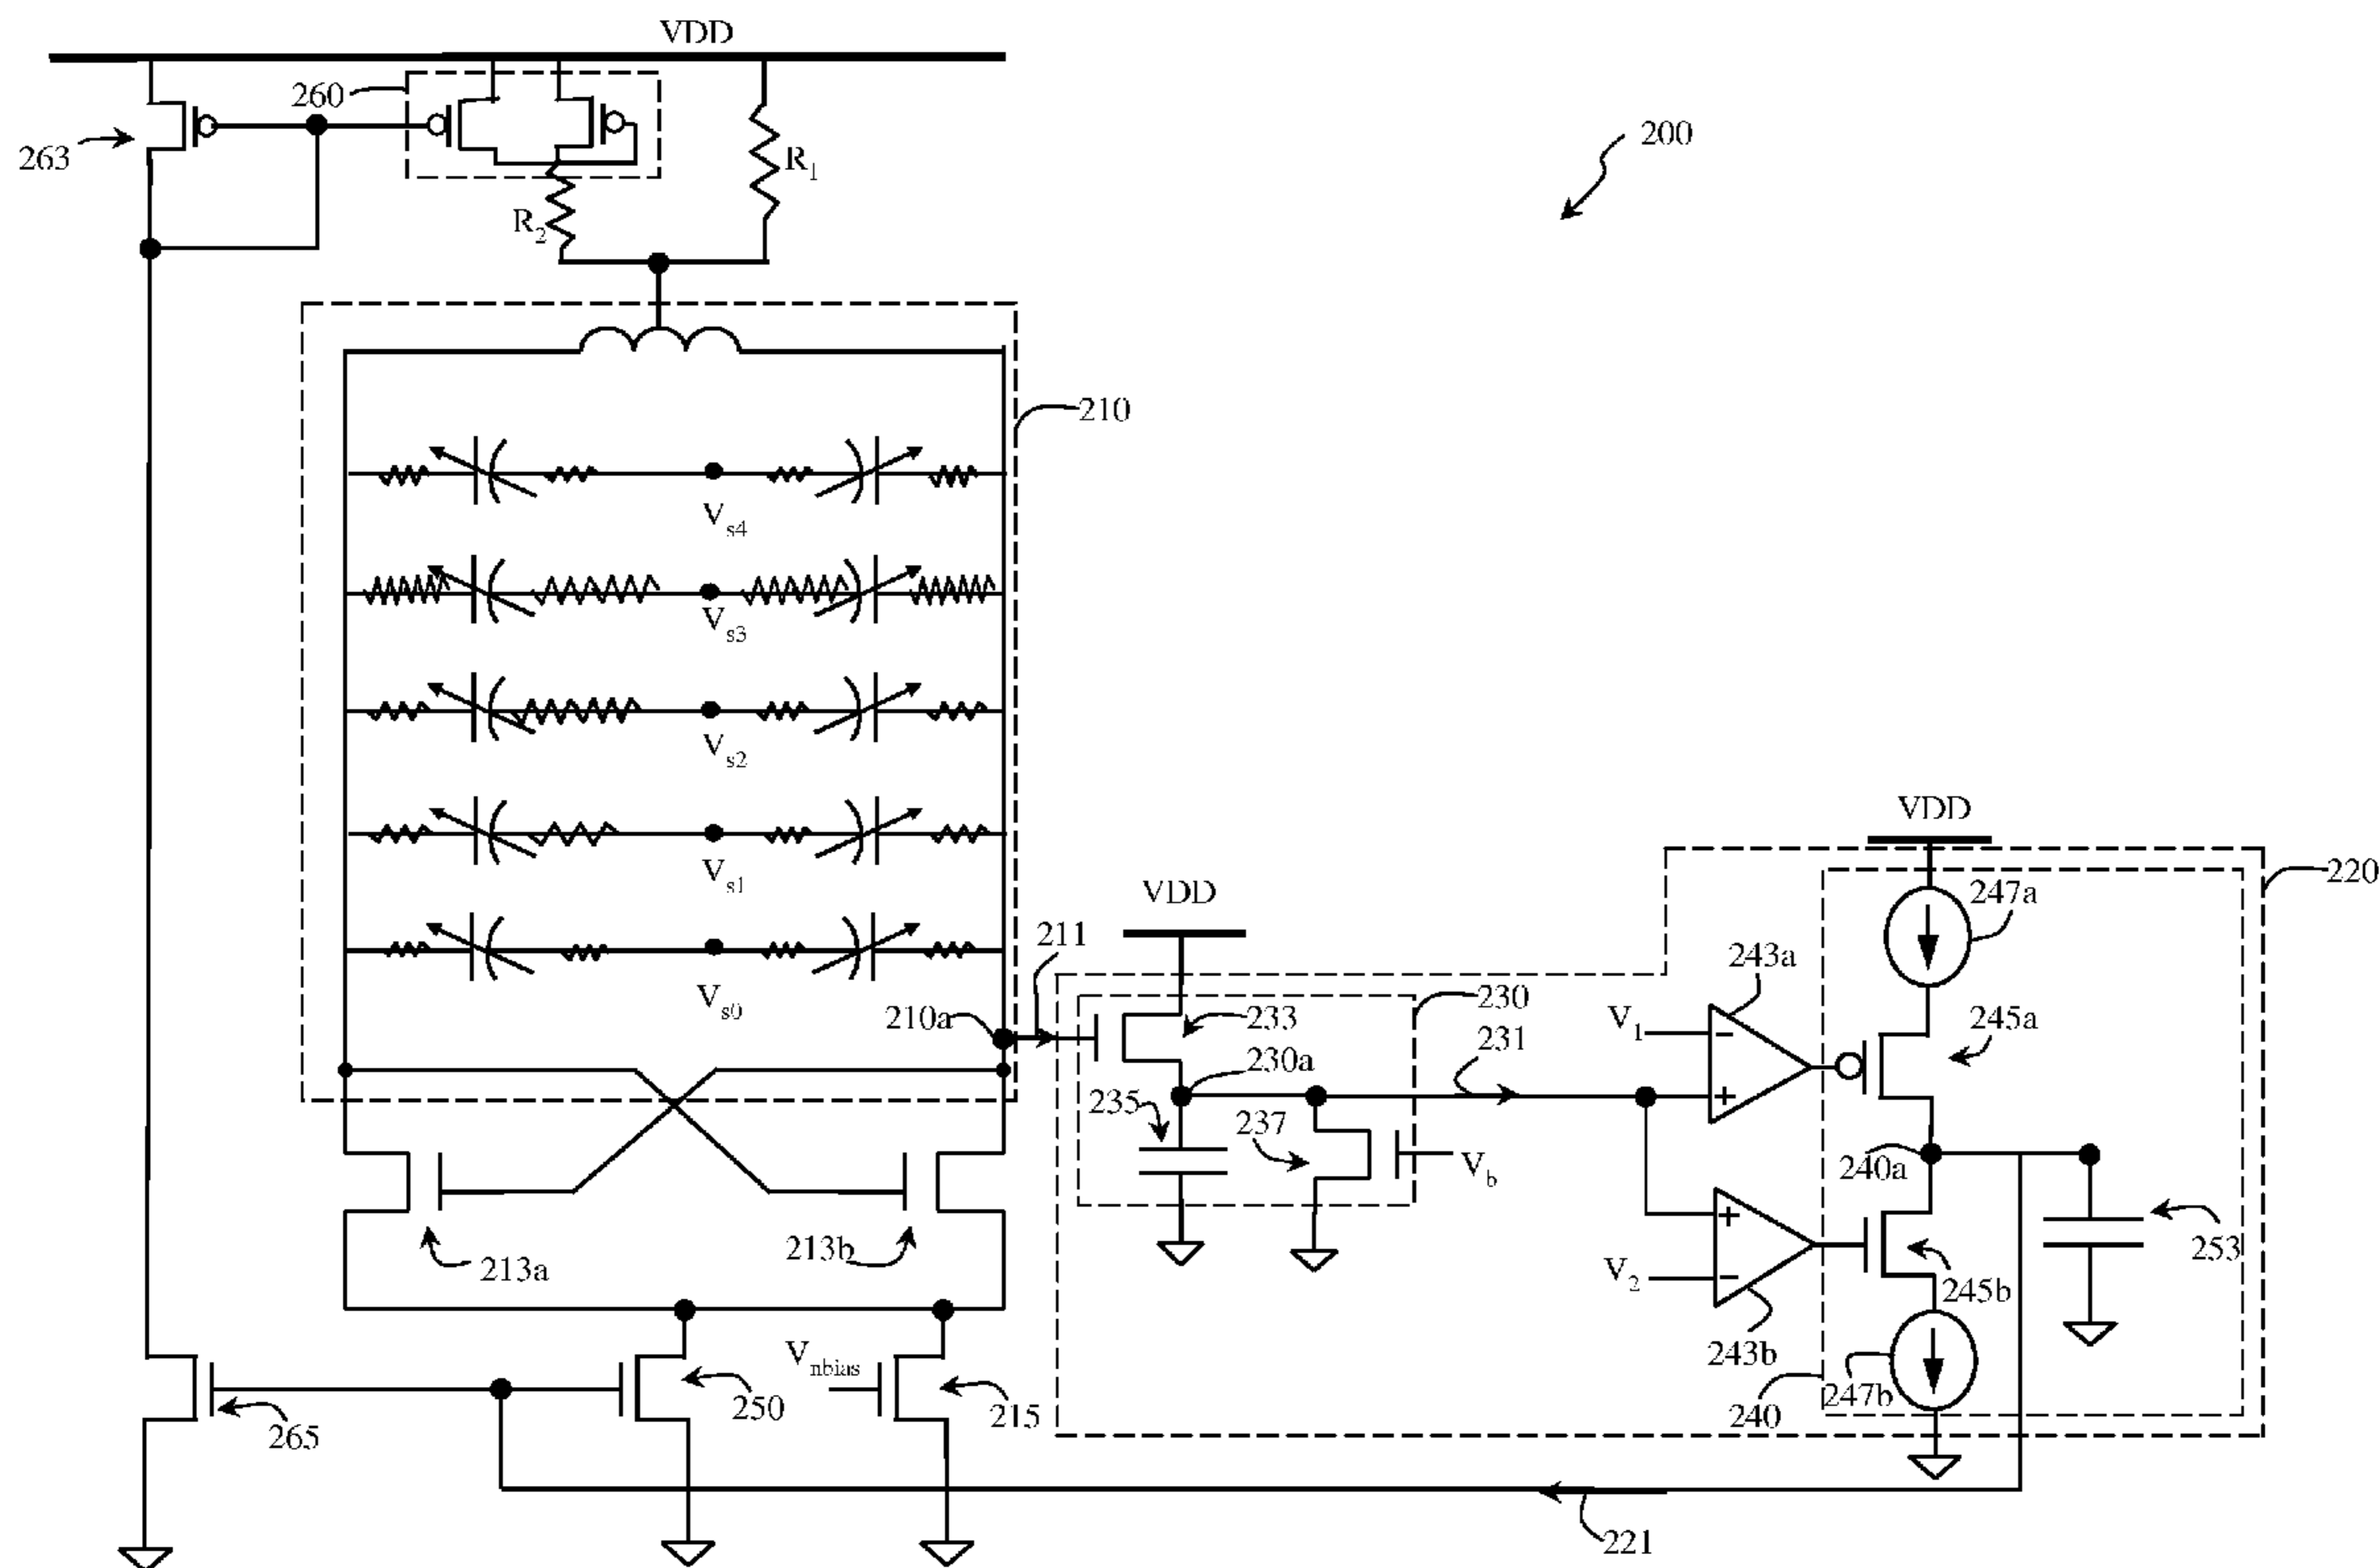 VDD
260
263
R1
R2
200
210
Vs4
Vs3
Vs2
Vs1
Vs0
VDD
220
247a
VDD
211
243a
210a
233
230
V1
245a
231
230a
235
237
Vb
240a
213a
213b
V2
253
245b
Vnbias
243b
265
250
215
240
247b
221
- + + -